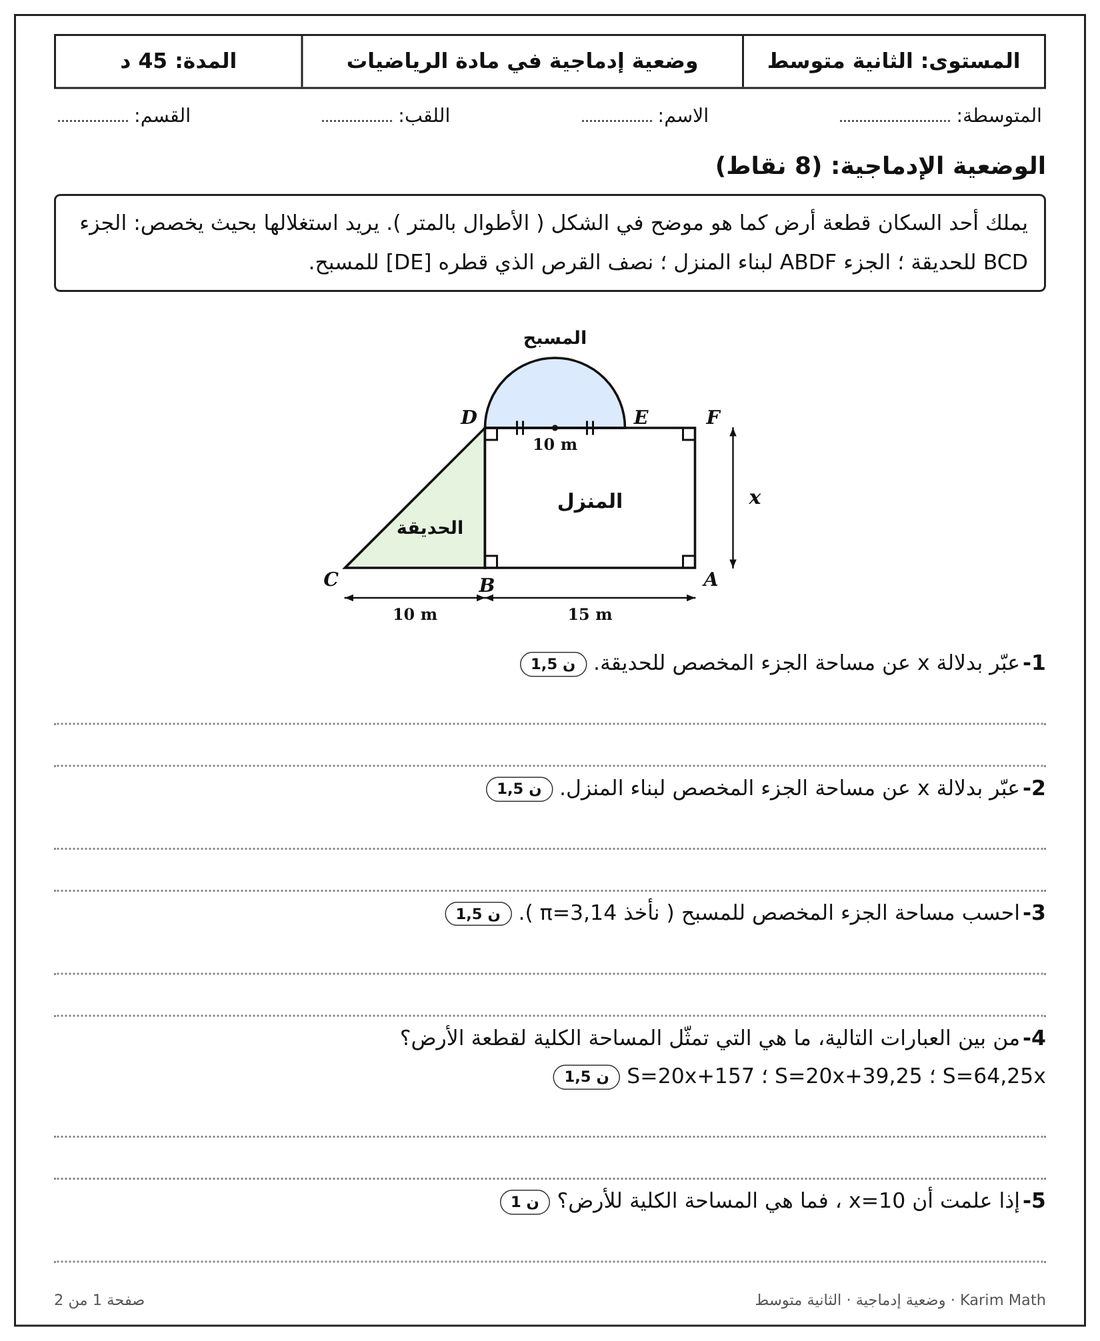 المستوى: الثانية متوسط	وضعية إدماجية في مادة الرياضيات	المدة: 45 د
المتوسطة: ............................ الاسم: .................. اللقب: .................. القسم: ..................
الوضعية الإدماجية: (8 نقاط)
يملك أحد السكان قطعة أرض كما هو موضح في الشكل ( الأطوال بالمتر ). يريد استغلالها بحيث يخصص: الجزء
BCD للحديقة ؛ الجزء ABDF لبناء المنزل ؛ نصف القرص الذي قطره [DE] للمسبح.
المسبح
D E F
10 m
المنزل
x
الحديقة
C B A
10 m 15 m
1- عبّر بدلالة x عن مساحة الجزء المخصص للحديقة. 1,5 ن
2- عبّر بدلالة x عن مساحة الجزء المخصص لبناء المنزل. 1,5 ن
3- احسب مساحة الجزء المخصص للمسبح ( نأخذ π=3,14 ). 1,5 ن
4- من بين العبارات التالية، ما هي التي تمثّل المساحة الكلية لقطعة الأرض؟
S=64,25x ؛ S=20x+39,25 ؛ S=20x+157 1,5 ن
5- إذا علمت أن x=10 ، فما هي المساحة الكلية للأرض؟ 1 ن
Karim Math · وضعية إدماجية · الثانية متوسط	صفحة 1 من 2